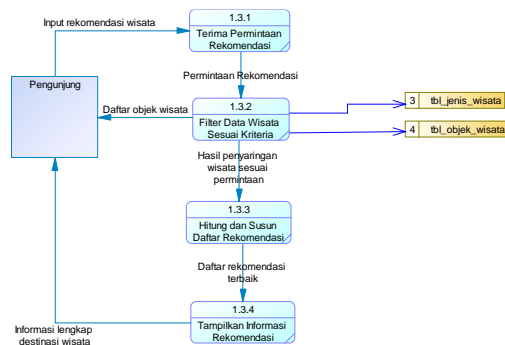 Input rekomendasi wisata
1.3.1
Terima Permintaan
Rekomendasi
Pengunjung
Permintaan Rekomendasi
Daftar objek wisata
1.3.2
Filter Data Wisata
Sesuai Kriteria
3 tbl_jenis_wisata
4 tbl_objek_wisata
Hasil penyaringan
wisata sesuai
permintaan
1.3.3
Hitung dan Susun
Daftar Rekomendasi
Daftar rekomendasi
terbaik
1.3.4
Tampilkan Informasi
Rekomendasi
Informasi lengkap
destinasi wisata